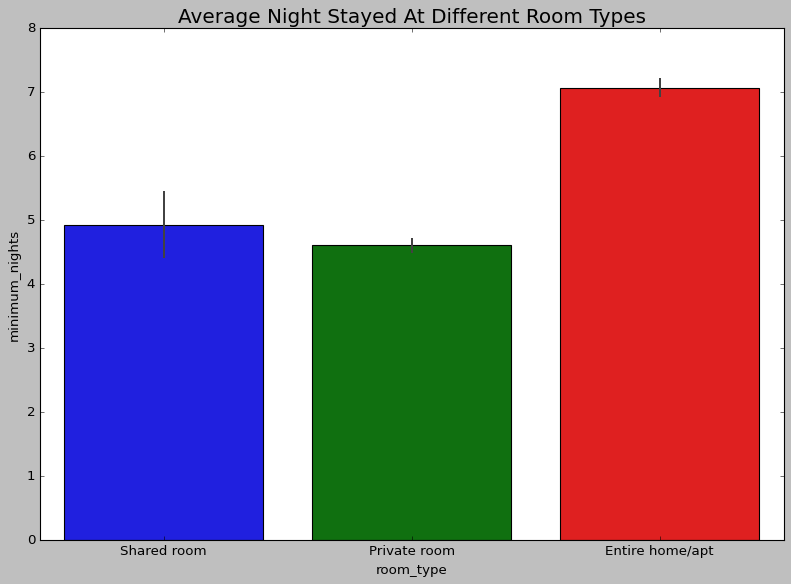 Average Night Stayed At Different Room Types
8
7
6
5
4
3
2
1
0
minimum_nights
Shared room
Private room
Entire home/apt
room_type